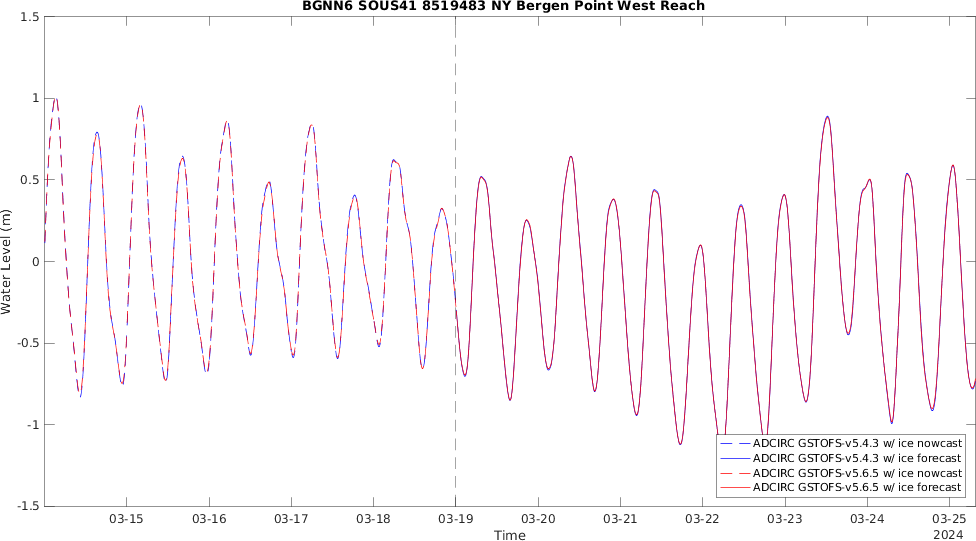 BGNN6 SOUS41 8519483 NY Bergen Point West Reach
1.5
1
0.5
0
-0.5
-1
-1.5
Water Level (m)
ADCIRC GSTOFS-v5.4.3 w/ ice nowcast
ADCIRC GSTOFS-v5.4.3 w/ ice forecast
ADCIRC GSTOFS-v5.6.5 w/ ice nowcast
ADCIRC GSTOFS-v5.6.5 w/ ice forecast
03-15 03-16 03-17 03-18 03-19 03-20 03-21 03-22 03-23 03-24 03-25
Time
2024